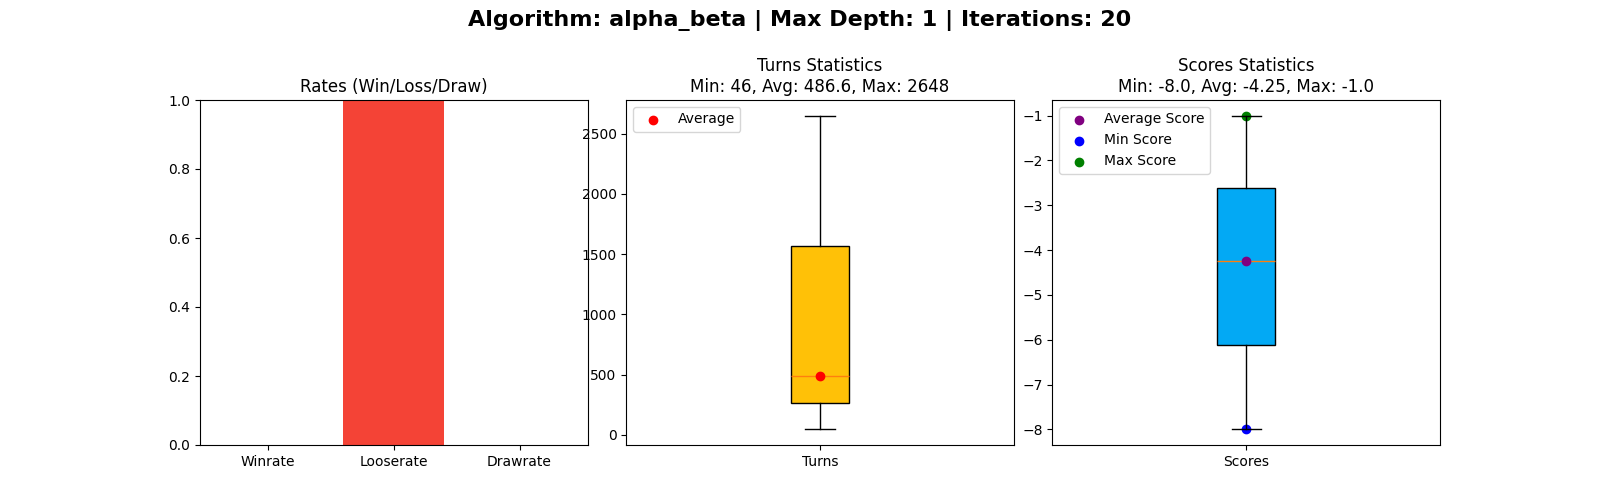 Algorithm: alpha_beta | Max Depth: 1 | Iterations: 20
Rates (Win/Loss/Draw)
1.0
0.8
0.6
0.4
0.2
0.0
Winrate
Looserate
Drawrate
Turns Statistics
Min: 46, Avg: 486.6, Max: 2648
Average
2500
2000
1500
1000
500
0
Turns
Scores Statistics
Min: -8.0, Avg: -4.25, Max: -1.0
Average Score
Min Score
Max Score
−1
−2
−3
−4
−5
−6
−7
−8
Scores